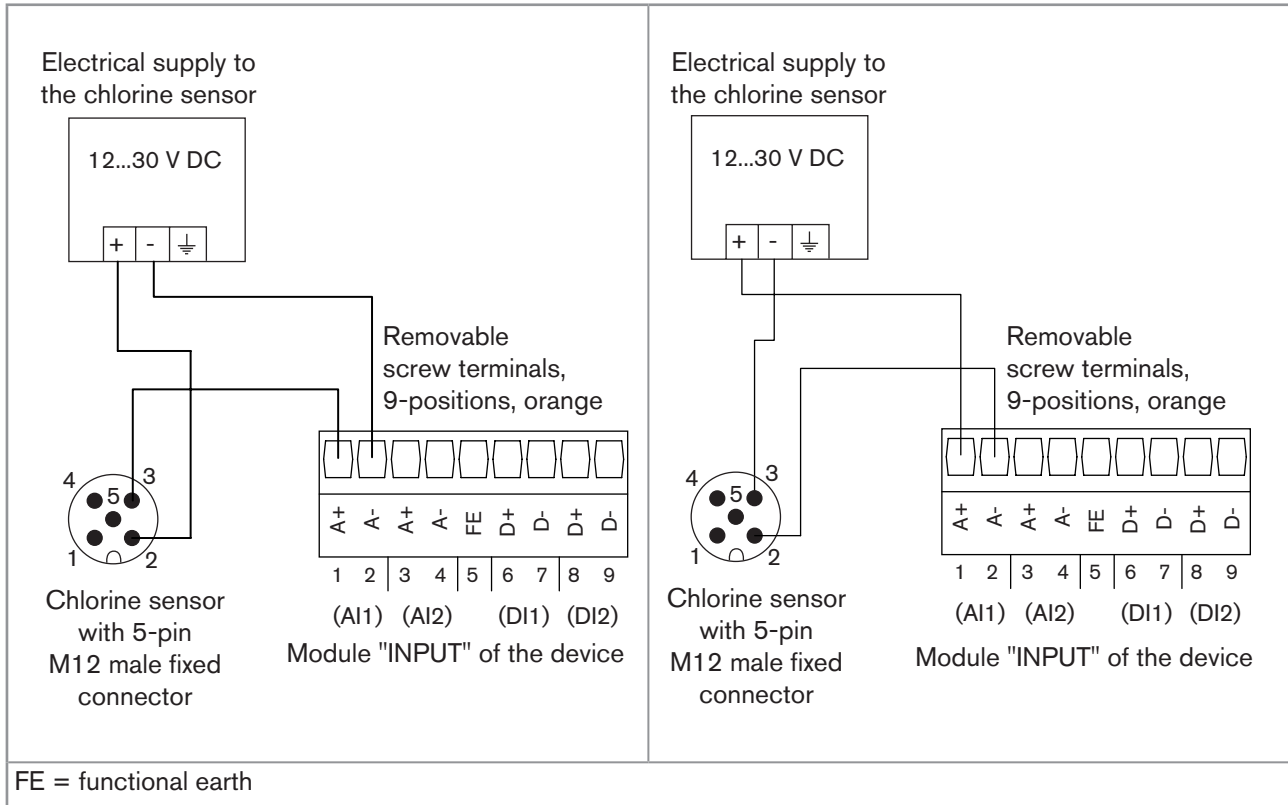 Electrical supply to
the chlorine sensor
12...30 V DC
+ -
Removable
screw terminals,
9-positions, orange
4 5 3
1 2
A+ A- A+ A- FE D+ D- D+ D-
1 2 3 4 5 6 7 8 9
(AI1) (AI2) (DI1) (DI2)
Module "INPUT" of the device
Chlorine sensor
with 5-pin
M12 male fixed
connector
Electrical supply to
the chlorine sensor
12...30 V DC
+ -
Removable
screw terminals,
9-positions, orange
4 5 3
1 2
A+ A- A+ A- FE D+ D- D+ D-
1 2 3 4 5 6 7 8 9
(AI1) (AI2) (DI1) (DI2)
Module "INPUT" of the device
Chlorine sensor
with 5-pin
M12 male fixed
connector
FE = functional earth